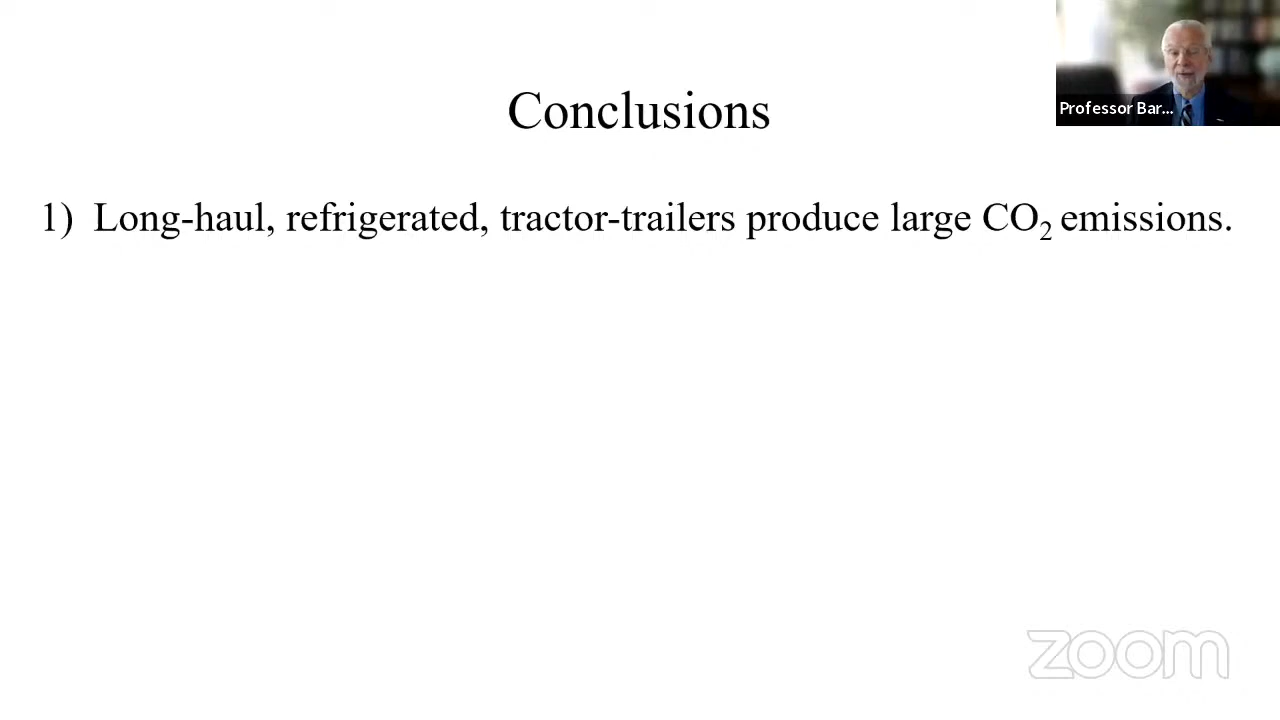 Conclusions
Professor Bar...
1) Long-haul, refrigerated, tractor-trailers produce large CO₂ emissions.
zoom